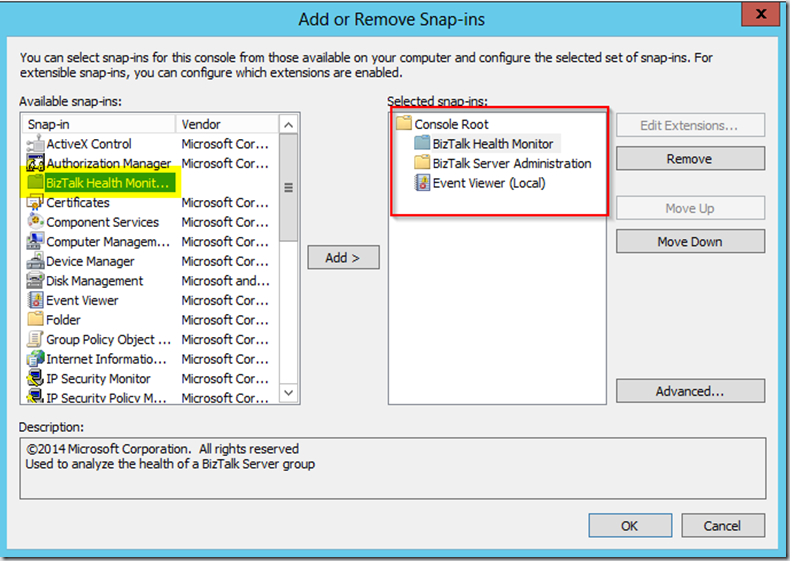 Add or Remove Snap-ins
x
You can select snap-ins for this console from those available on your computer and configure the selected set of snap-ins. For
extensible snap-ins, you can configure which extensions are enabled.
Available snap-ins:
Snap-in Vendor
ActiveX Control Microsoft Cor...
Authorization Manager Microsoft Cor...
BizTalk Health Monit... Microsoft Cor...
Certificates Microsoft Cor...
Component Services Microsoft Cor...
Computer Managem... Microsoft Cor...
Device Manager Microsoft Cor...
Disk Management Microsoft and...
Event Viewer Microsoft Cor...
Folder Microsoft Cor...
Group Policy Object ... Microsoft Cor...
Internet Informatio... Microsoft Cor...
IP Security Monitor Microsoft Cor...
IP Security Policy M... Microsoft Cor...
Add >
Selected snap-ins:
Console Root
BizTalk Health Monitor
BizTalk Server Administration
Event Viewer (Local)
Edit Extensions...
Remove
Move Up
Move Down
Advanced...
Description:
©2014 Microsoft Corporation. All rights reserved
Used to analyze the health of a BizTalk Server group
OK
Cancel